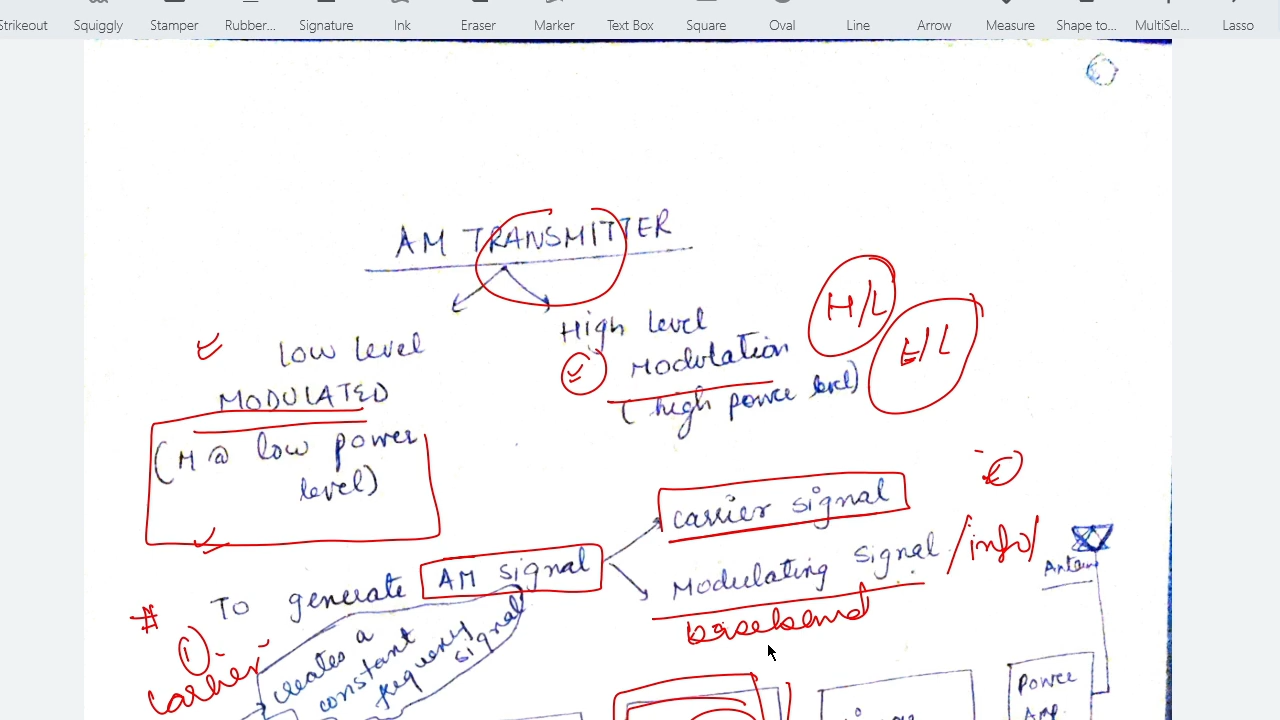 Strikeout Squiggly Stamper Rubber... Signature Ink Eraser Marker Text Box Square Oval Line Arrow Measure Shape to... MultiSel... Lasso
AM TRANSMITTER
Low level
MODULATED
(M @ low power
level)
High level
Modulation
( high power level)
H/L
L/L
carrier signal
Modulating signal /info/
baseband
# To generate AM signal
①
carrier
creates a
constant
frequency
signal
Power
Amp.